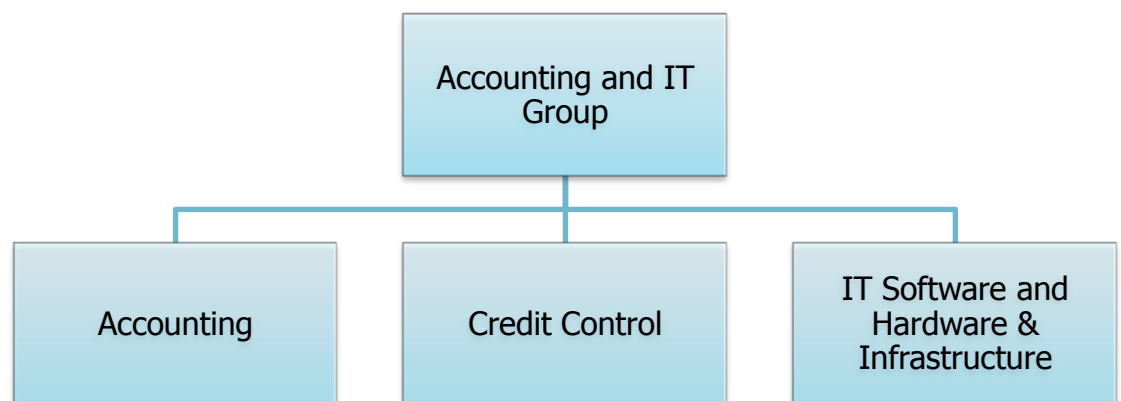 Accounting and IT
Group
Accounting
Credit Control
IT Software and
Hardware &
Infrastructure